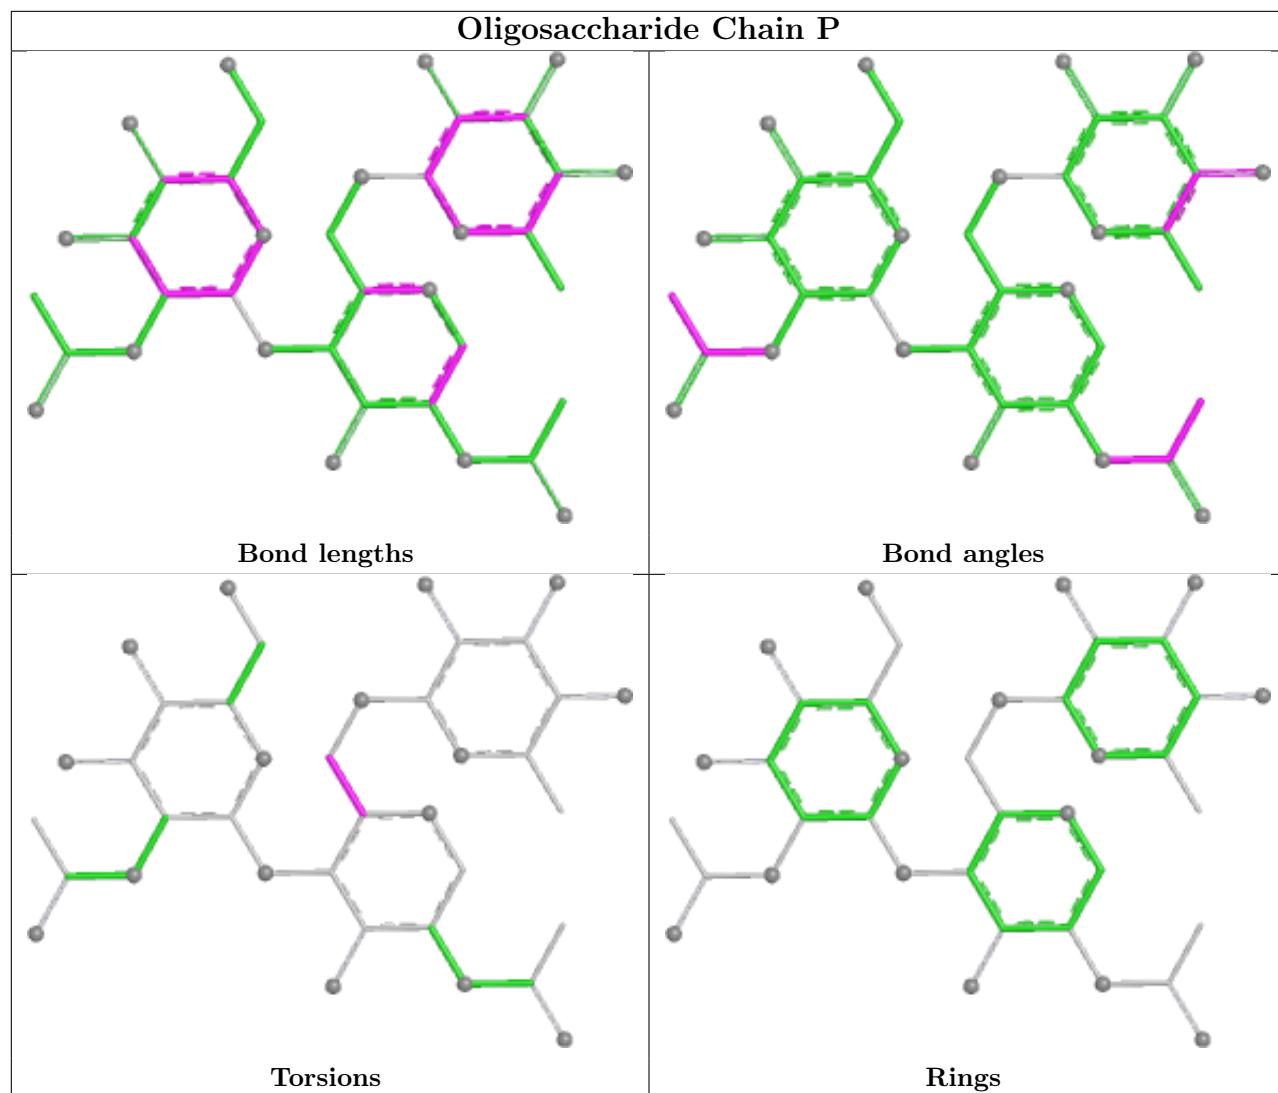 Oligosaccharide Chain P
Bond lengths
Bond angles
Torsions
Rings